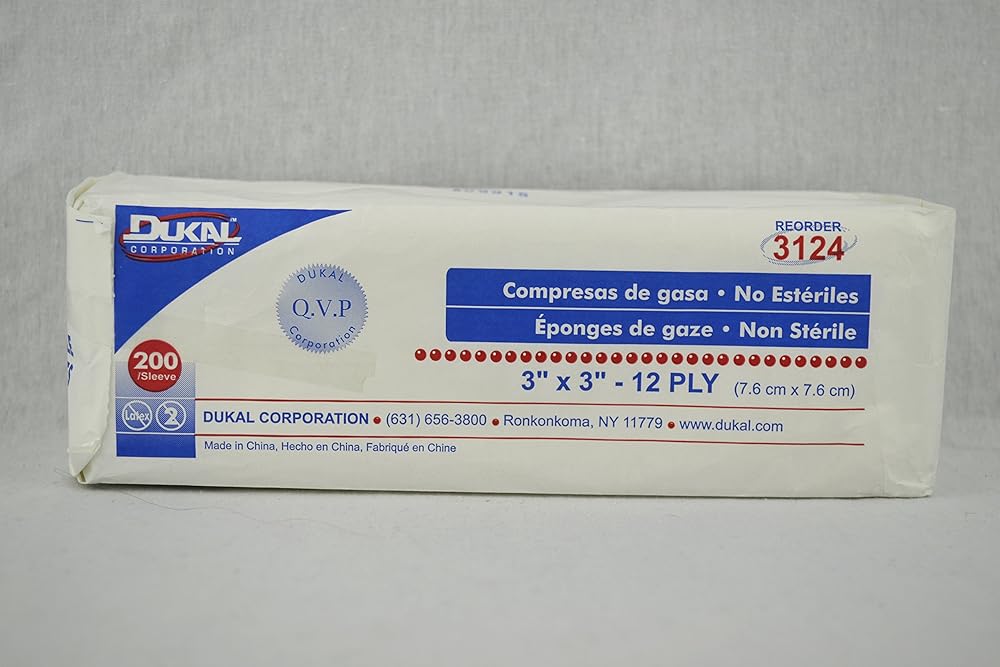 DUKAL™
CORPORATION
REORDER
3124
DUKAL
Q.V.P
Corporation
Compresas de gasa • No Estériles
Éponges de gaze • Non Stérile
3" x 3" - 12 PLY (7.6 cm x 7.6 cm)
200
/Sleeve
Latex
2
DUKAL CORPORATION • (631) 656-3800 • Ronkonkoma, NY 11779 • www.dukal.com
Made in China, Hecho en China, Fabriqué en Chine